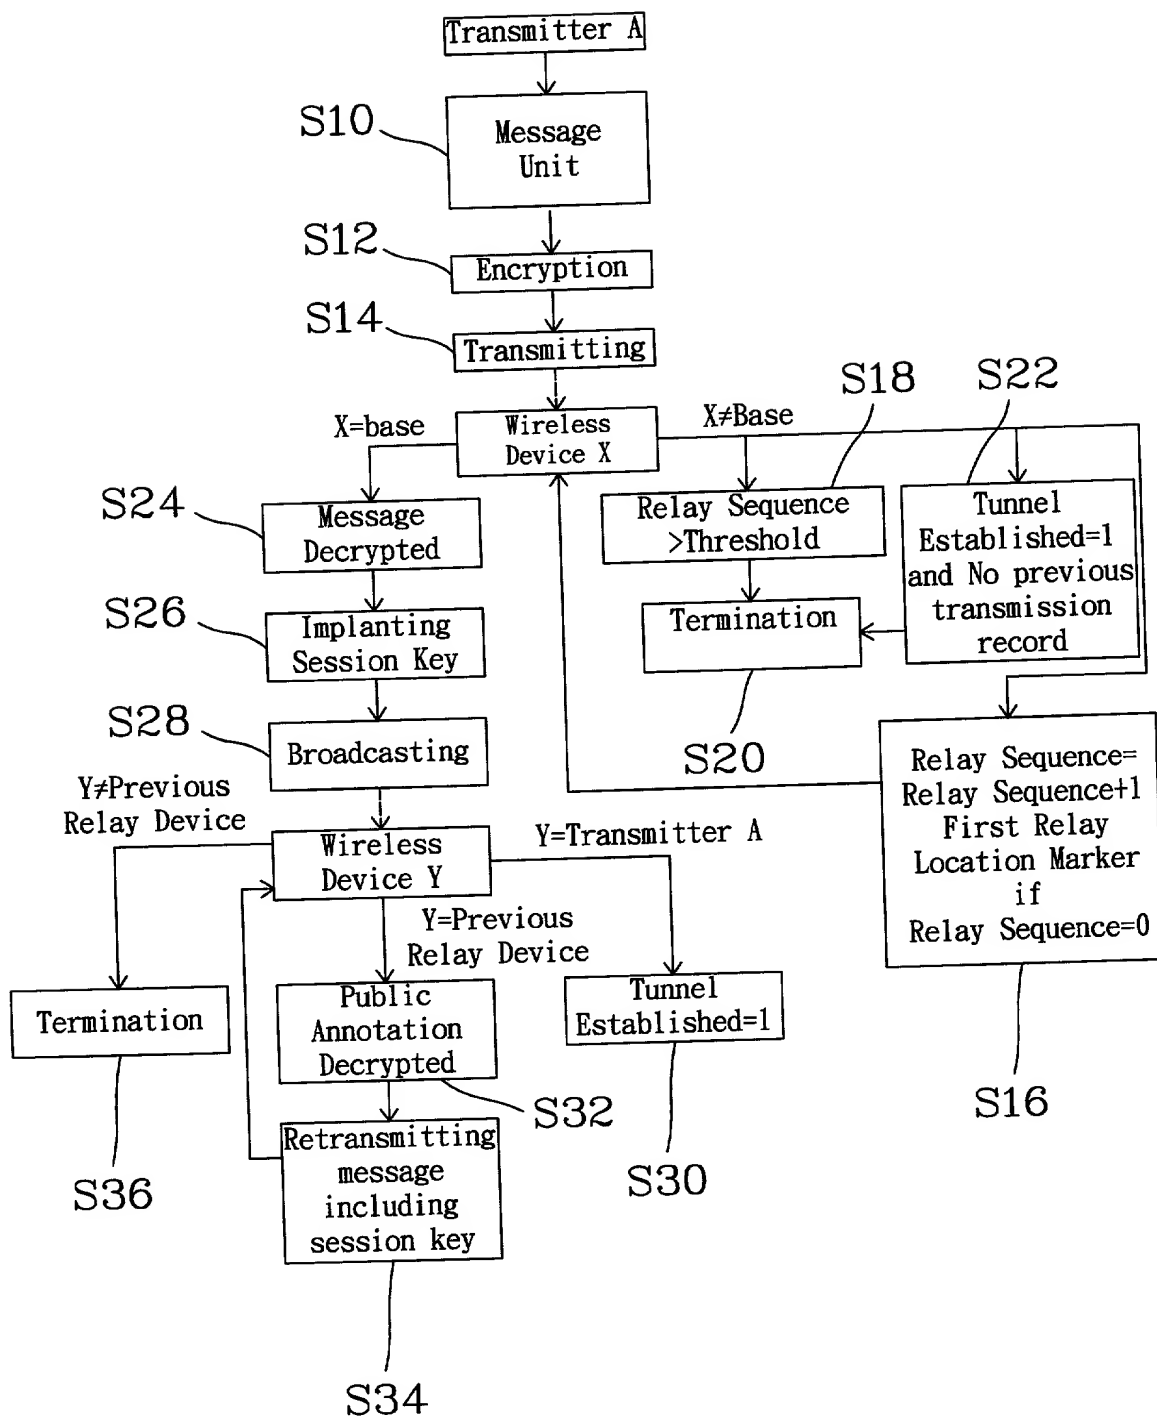 Transmitter A
S10
Message
Unit
S12
Encryption
S14
Transmitting
X=base
Wireless
Device X
X≠Base
S18
S22
S24
Message
Decrypted
Relay Sequence
>Threshold
Tunnel
Established=1
and No previous
transmission
record
S26
Implanting
Session Key
Termination
S20
S28
Broadcasting
Relay Sequence=
Relay Sequence+1
First Relay
Location Marker
if
Relay Sequence=0
S16
Y≠Previous
Relay Device
Wireless
Device Y
Y=Transmitter A
Y=Previous
Relay Device
Termination
S36
Public
Annotation
Decrypted
S32
Tunnel
Established=1
S30
Retransmitting
message
including
session key
S34